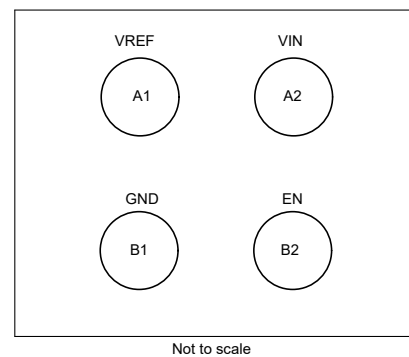 VREF VIN
A1 A2
GND EN
B1 B2
Not to scale